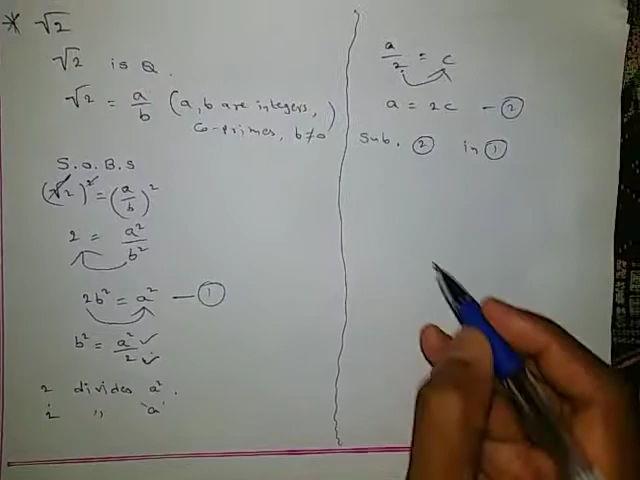 * √2
√2 is Q.
√2 = a/b (a, b are integers,
co-primes, b≠0)
S.O.B.S
(√2)² = (a/b)²
2 = a²/b²
2b² = a² — ①
b² = a²/2
2 divides a².
2 " 'a'
a/2 = c
a = 2c - ②
Sub. ② in ①